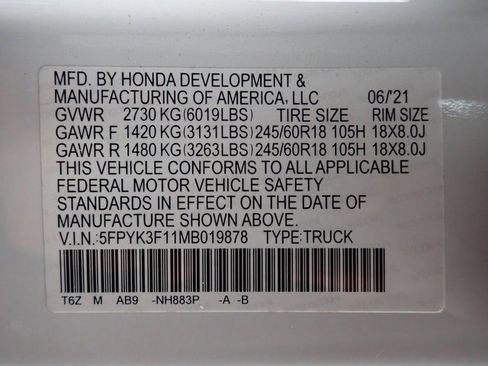 MFD. BY HONDA DEVELOPMENT &
MANUFACTURING OF AMERICA, LLC 06/'21
GVWR 2730 KG(6019LBS) TIRE SIZE RIM SIZE
GAWR F 1420 KG(3131LBS) 245/60R18 105H 18X8.0J
GAWR R 1480 KG(3263LBS) 245/60R18 105H 18X8.0J
THIS VEHICLE CONFORMS TO ALL APPLICABLE
FEDERAL MOTOR VEHICLE SAFETY
STANDARDS IN EFFECT ON THE DATE OF
MANUFACTURE SHOWN ABOVE.
V.I.N.:5FPYK3F11MB019878 TYPE:TRUCK
T6Z M AB9 -NH883P -A -B